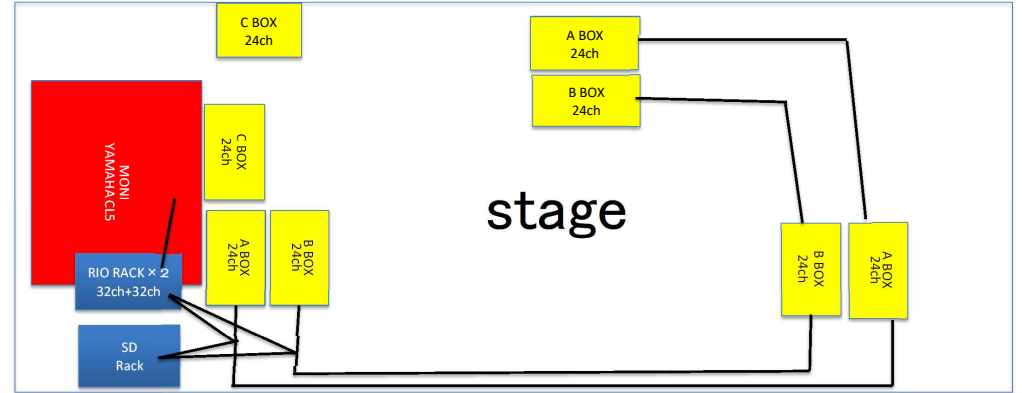 C BOX
24ch
A BOX
24ch
B BOX
24ch
MONI
YAMAHACL5
C BOX
24ch
stage
A BOX
24ch
B BOX
24ch
B BOX
24ch
A BOX
24ch
RIO RACK × 2
32ch+32ch
SD
Rack